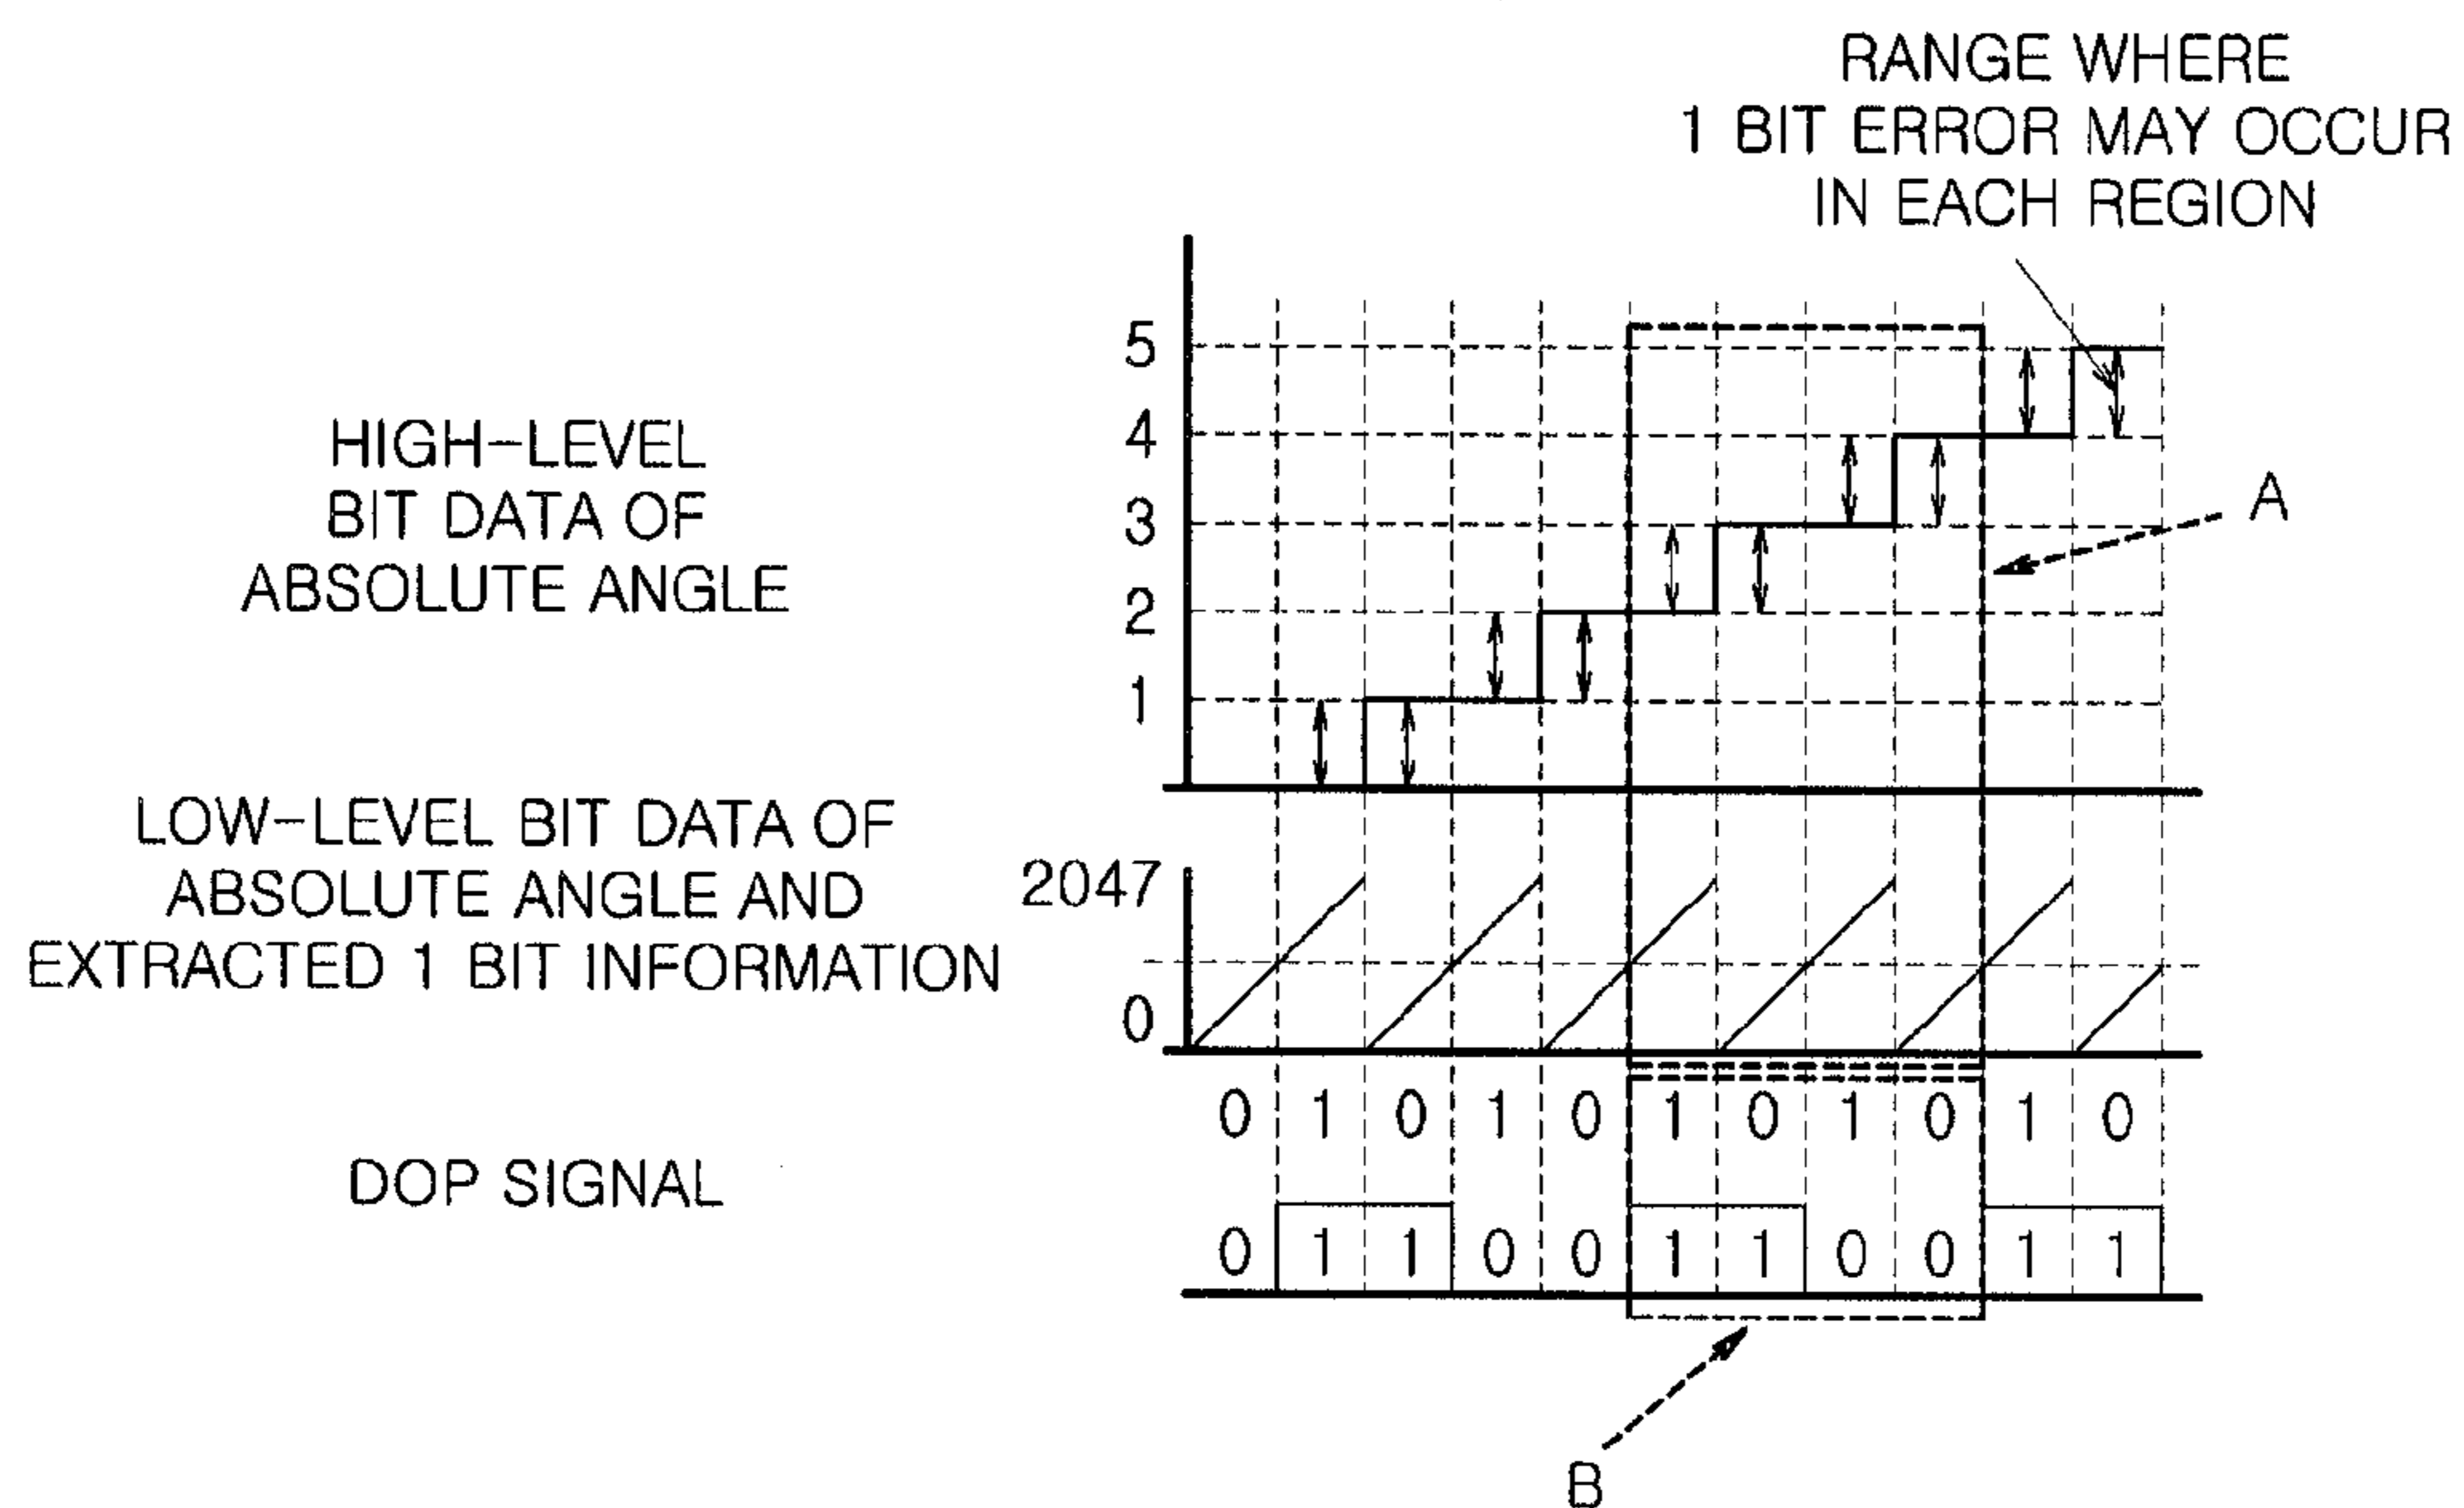 RANGE WHERE
1 BIT ERROR MAY OCCUR
IN EACH REGION
5
4
3
2
1
A
HIGH-LEVEL
BIT DATA OF
ABSOLUTE ANGLE
LOW-LEVEL BIT DATA OF
ABSOLUTE ANGLE AND
EXTRACTED 1 BIT INFORMATION
2047
0
0 1 0 1 0 1 0 1 0 1 0
DOP SIGNAL
0 1 1 0 0 1 1 0 0 1 1
B